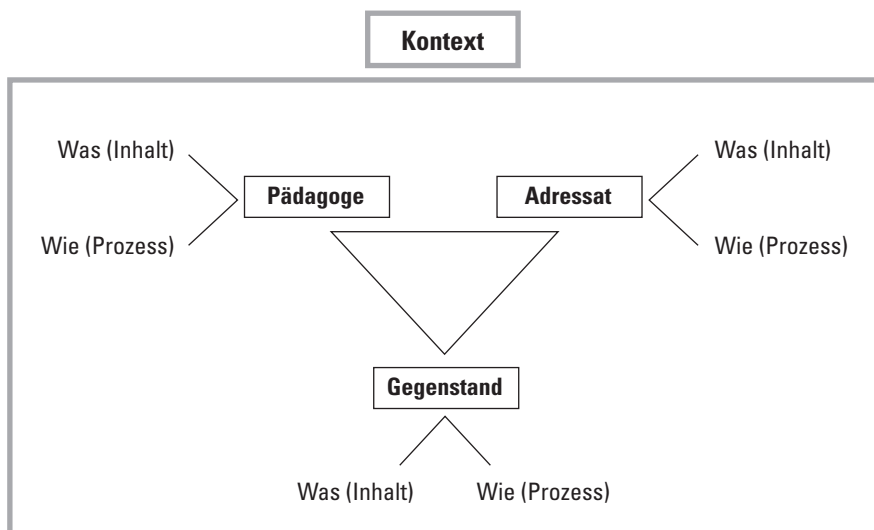 Kontext
Was (Inhalt)
Was (Inhalt)
Pädagoge
Adressat
Wie (Prozess)
Wie (Prozess)
Gegenstand
Was (Inhalt)
Wie (Prozess)